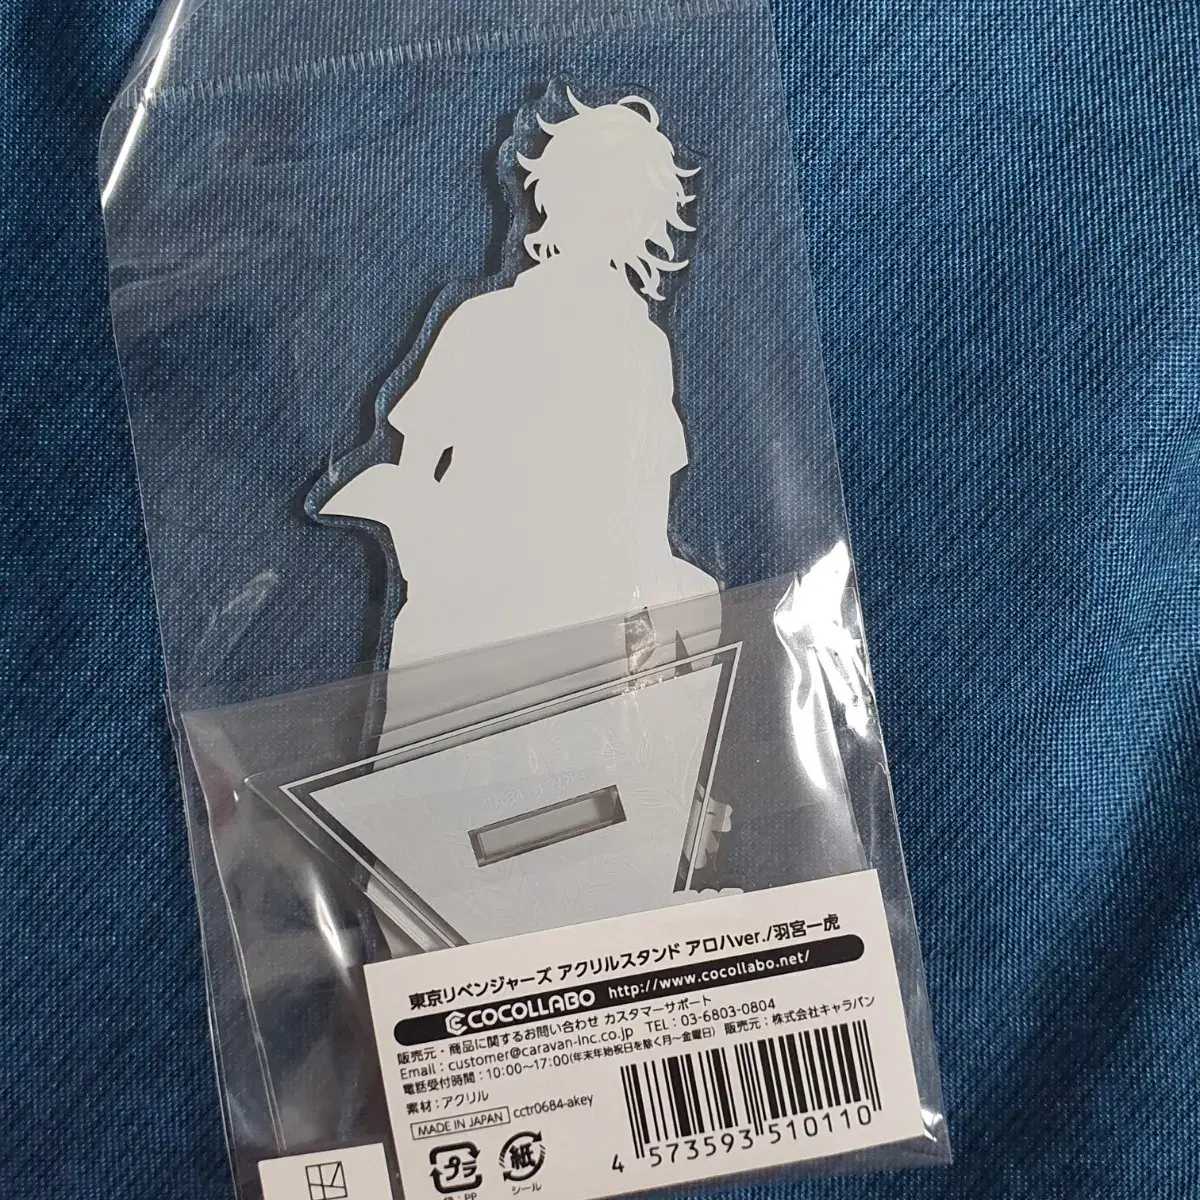 東京リベンジャーズ アクリルスタンド アロハver./羽宮一虎
COCOLLABO http://www.cocollabo.net/
販売元・商品に関するお問い合わせ カスタマーサポート
Email : customer@caravan-inc.co.jp TEL : 03-6803-0804
電話受付時間 : 10:00~17:00(年末年始祝日を除く月~金曜日) 販売元 : 株式会社キャラバン
素材 : アクリル
MADE IN JAPAN cctr0684-akey
プラ 紙
袋 : PP シール
4 573593 510110